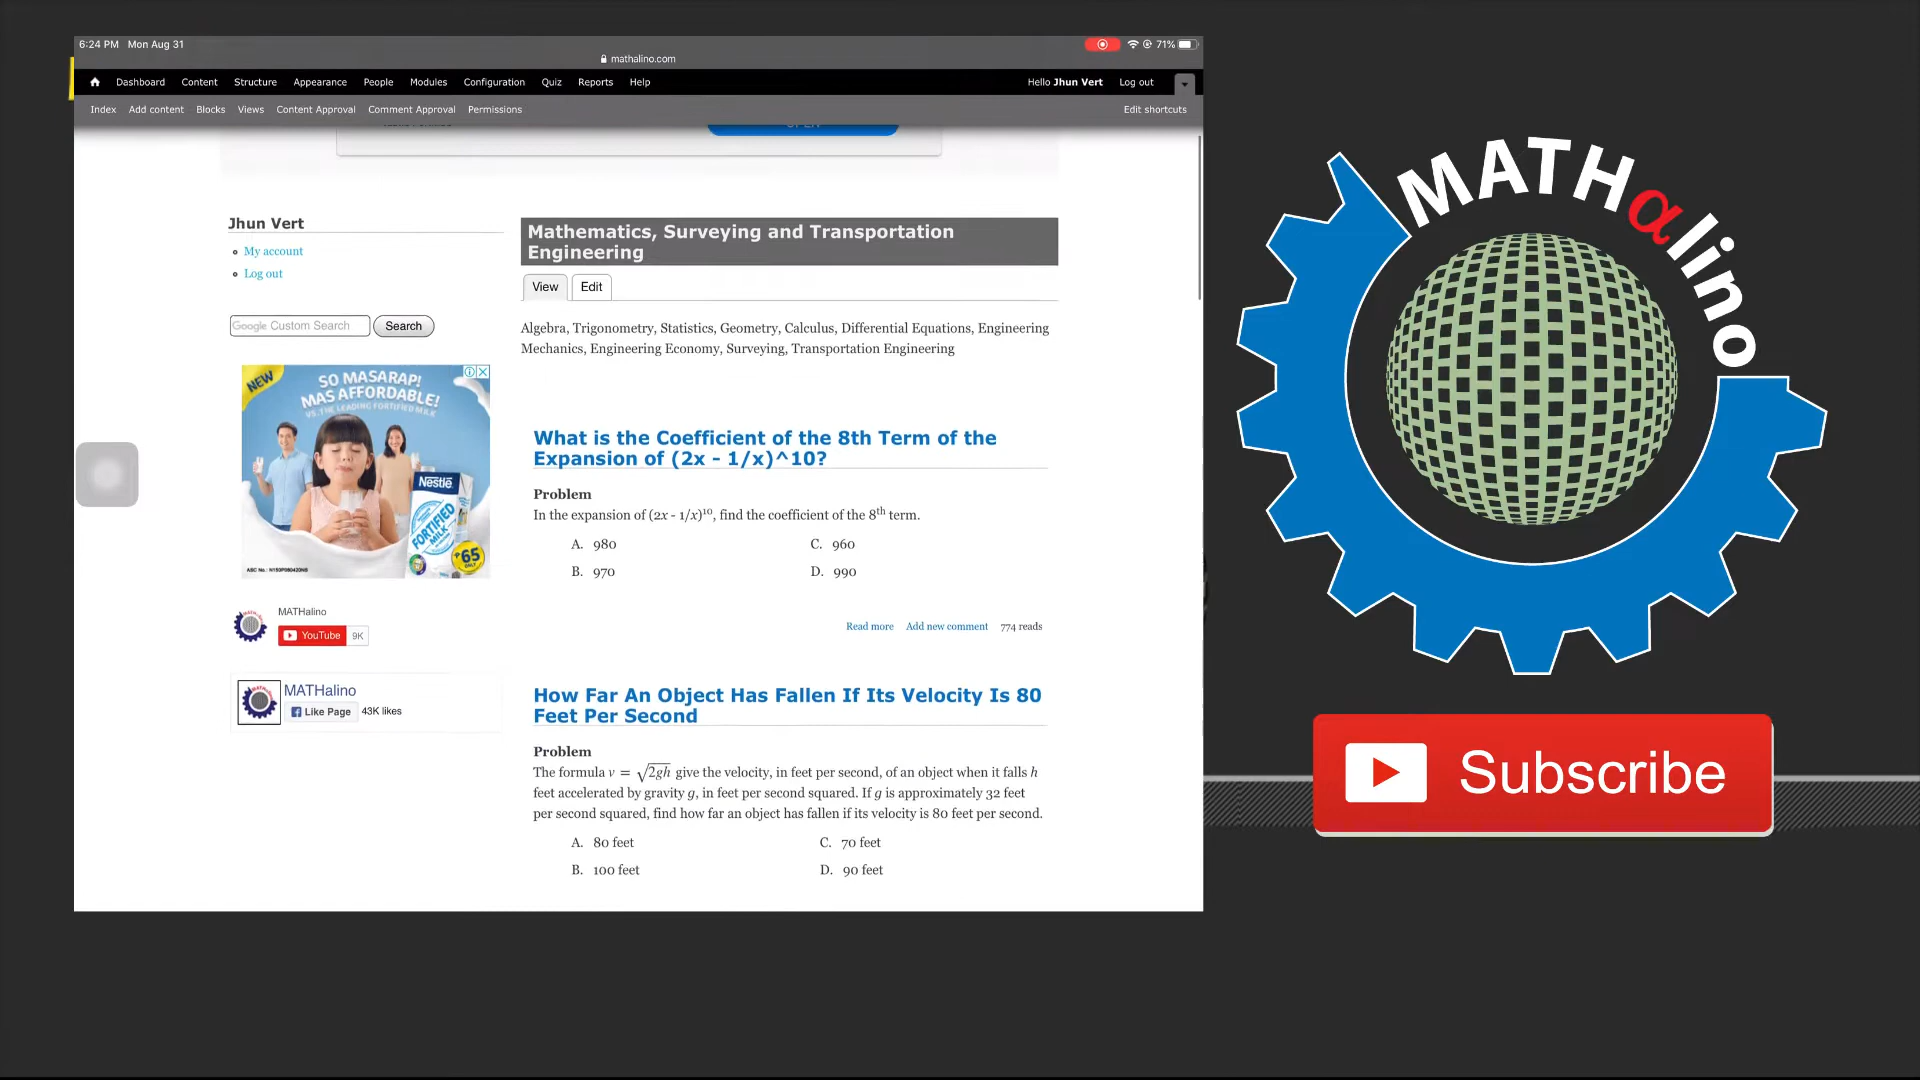 6:24 PM Mon Aug 31
71%
mathalino.com
Dashboard Content Structure Appearance People Modules Configuration Quiz Reports Help
Hello Jhun Vert Log out
Index Add content Blocks Views Content Approval Comment Approval Permissions
Edit shortcuts
OPEN
Jhun Vert
My account
Log out
Google Custom Search
Search
NEW
SO MASARAP!
MAS AFFORDABLE!
VS. THE LEADING FORTIFIED MILK
Nestlé
FORTIFIED
MILK
₱65
ONLY
MATHalino
YouTube 9K
MATHalino
Like Page 43K likes
Mathematics, Surveying and Transportation
Engineering
View Edit
Algebra, Trigonometry, Statistics, Geometry, Calculus, Differential Equations, Engineering
Mechanics, Engineering Economy, Surveying, Transportation Engineering
What is the Coefficient of the 8th Term of the
Expansion of (2x - 1/x)^10?
Problem
In the expansion of (2x - 1/x)¹⁰, find the coefficient of the 8th term.
A. 980 C. 960
B. 970 D. 990
Read more Add new comment 774 reads
How Far An Object Has Fallen If Its Velocity Is 80
Feet Per Second
Problem
The formula v = √2gh give the velocity, in feet per second, of an object when it falls h
feet accelerated by gravity g, in feet per second squared. If g is approximately 32 feet
per second squared, find how far an object has fallen if its velocity is 80 feet per second.
A. 80 feet C. 70 feet
B. 100 feet D. 90 feet
MATHαlino
Subscribe